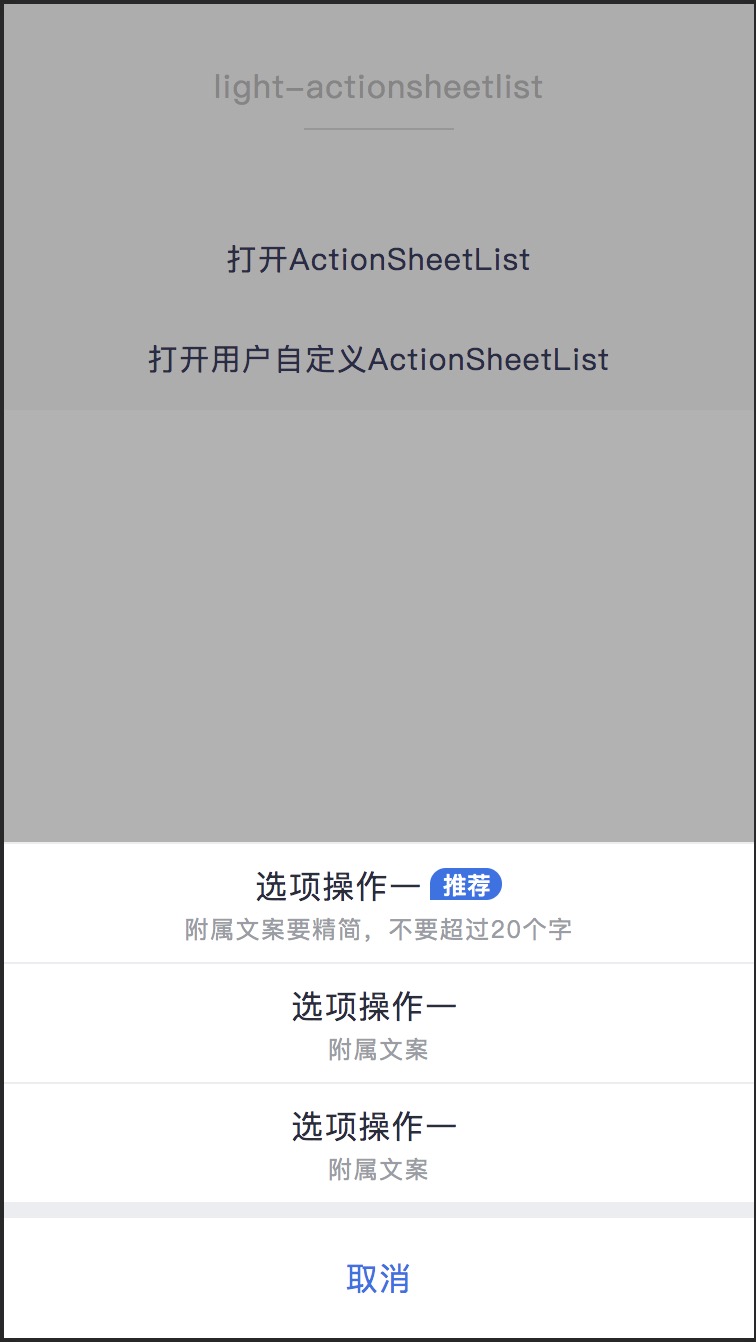 light-actionsheetlist
打开ActionSheetList
打开用户自定义ActionSheetList
选项操作一 推荐
附属文案要精简，不要超过20个字
选项操作一
附属文案
选项操作一
附属文案
取消